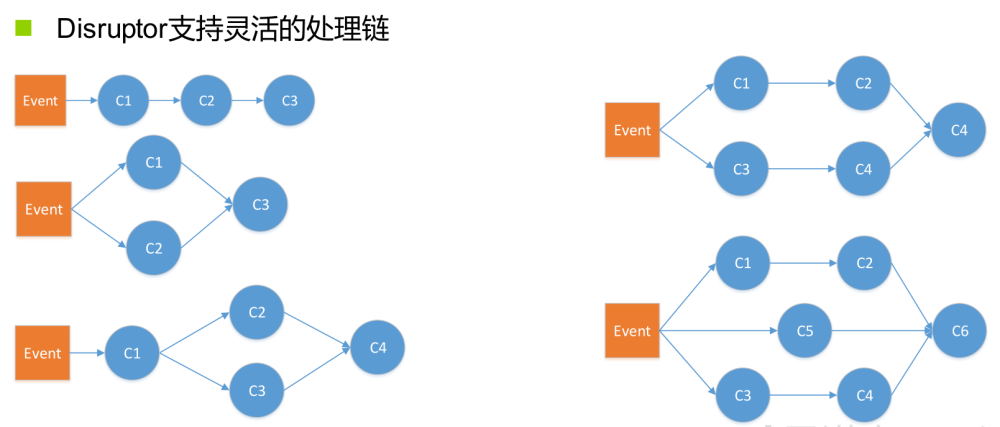 Disruptor支持灵活的处理链
Event C1 C2 C3
Event C1 C2 C3
Event C1 C2 C3 C4
Event C1 C2 C3 C4 C4
Event C1 C2 C5 C3 C4 C6